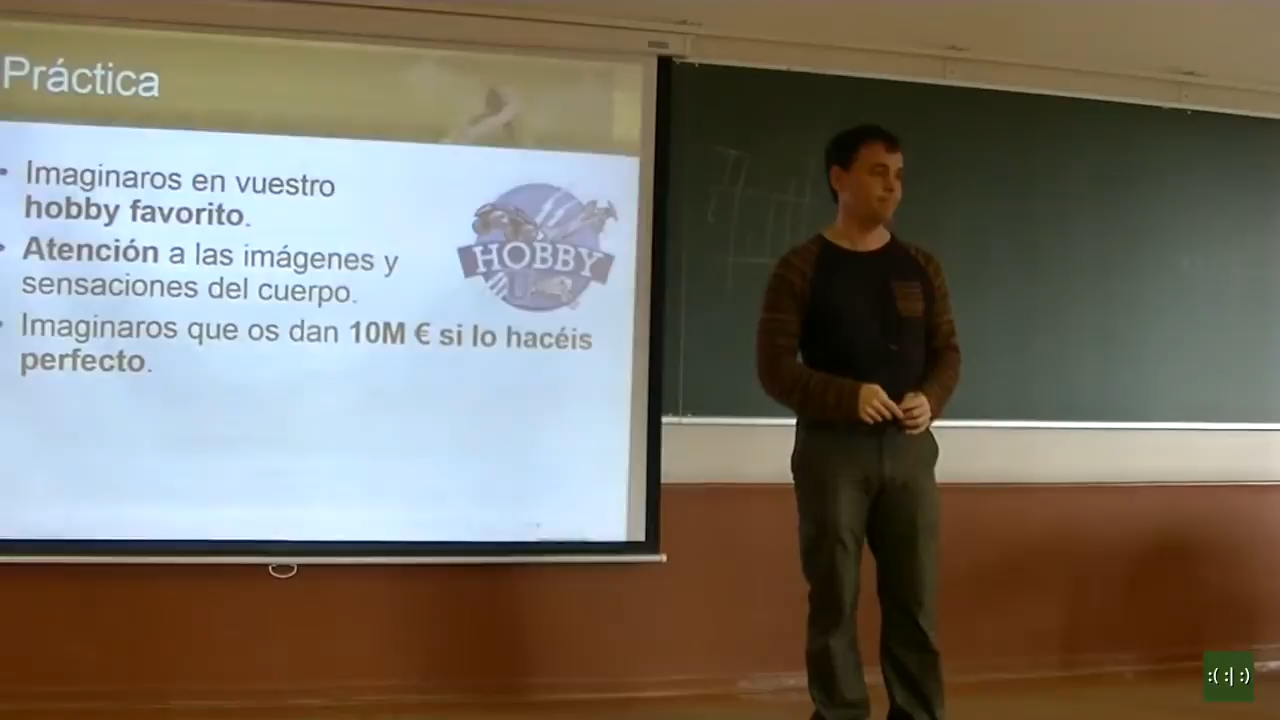 Práctica
• Imaginaros en vuestro
hobby favorito.
• Atención a las imágenes y
sensaciones del cuerpo.
• Imaginaros que os dan 10M € si lo hacéis
perfecto.
HOBBY
:( :| :)